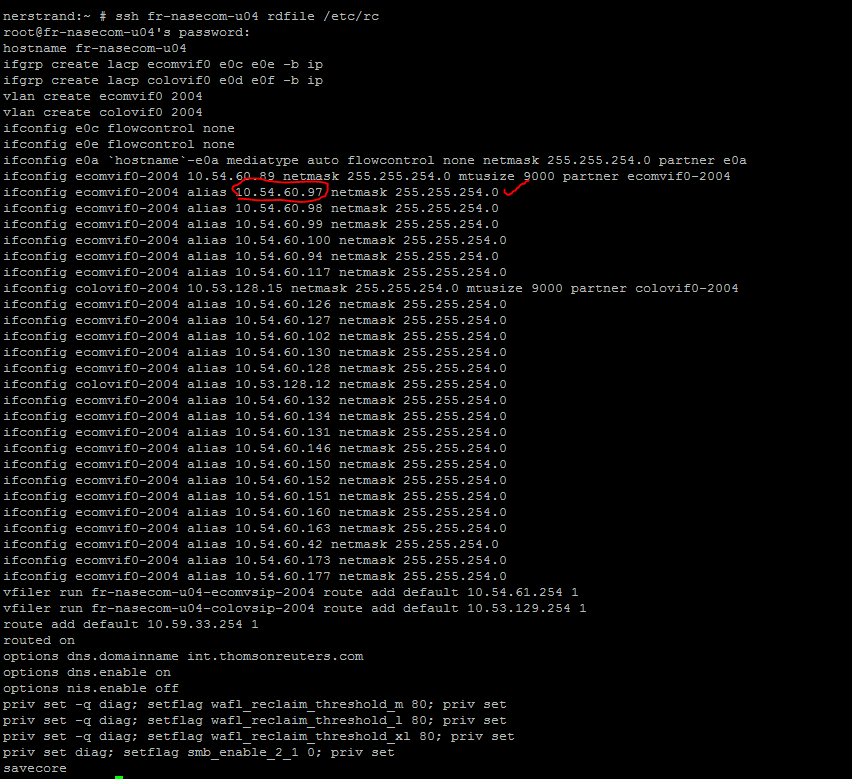 nerstrand:~ # ssh fr-nasecom-u04 rdfile /etc/rc
root@fr-nasecom-u04's password:
hostname fr-nasecom-u04
ifgrp create lacp ecomvif0 e0c e0e -b ip
ifgrp create lacp colovif0 e0d e0f -b ip
vlan create ecomvif0 2004
vlan create colovif0 2004
ifconfig e0c flowcontrol none
ifconfig e0e flowcontrol none
ifconfig e0a `hostname`-e0a mediatype auto flowcontrol none netmask 255.255.254.0 partner e0a
ifconfig ecomvif0-2004 10.54.60.89 netmask 255.255.254.0 mtusize 9000 partner ecomvif0-2004
ifconfig ecomvif0-2004 alias 10.54.60.97 netmask 255.255.254.0
ifconfig ecomvif0-2004 alias 10.54.60.98 netmask 255.255.254.0
ifconfig ecomvif0-2004 alias 10.54.60.99 netmask 255.255.254.0
ifconfig ecomvif0-2004 alias 10.54.60.100 netmask 255.255.254.0
ifconfig ecomvif0-2004 alias 10.54.60.94 netmask 255.255.254.0
ifconfig ecomvif0-2004 alias 10.54.60.117 netmask 255.255.254.0
ifconfig colovif0-2004 10.53.128.15 netmask 255.255.254.0 mtusize 9000 partner colovif0-2004
ifconfig ecomvif0-2004 alias 10.54.60.126 netmask 255.255.254.0
ifconfig ecomvif0-2004 alias 10.54.60.127 netmask 255.255.254.0
ifconfig ecomvif0-2004 alias 10.54.60.102 netmask 255.255.254.0
ifconfig ecomvif0-2004 alias 10.54.60.130 netmask 255.255.254.0
ifconfig ecomvif0-2004 alias 10.54.60.128 netmask 255.255.254.0
ifconfig colovif0-2004 alias 10.53.128.12 netmask 255.255.254.0
ifconfig ecomvif0-2004 alias 10.54.60.132 netmask 255.255.254.0
ifconfig ecomvif0-2004 alias 10.54.60.134 netmask 255.255.254.0
ifconfig ecomvif0-2004 alias 10.54.60.131 netmask 255.255.254.0
ifconfig ecomvif0-2004 alias 10.54.60.146 netmask 255.255.254.0
ifconfig ecomvif0-2004 alias 10.54.60.150 netmask 255.255.254.0
ifconfig ecomvif0-2004 alias 10.54.60.152 netmask 255.255.254.0
ifconfig ecomvif0-2004 alias 10.54.60.151 netmask 255.255.254.0
ifconfig ecomvif0-2004 alias 10.54.60.160 netmask 255.255.254.0
ifconfig ecomvif0-2004 alias 10.54.60.163 netmask 255.255.254.0
ifconfig ecomvif0-2004 alias 10.54.60.42 netmask 255.255.254.0
ifconfig ecomvif0-2004 alias 10.54.60.173 netmask 255.255.254.0
ifconfig ecomvif0-2004 alias 10.54.60.177 netmask 255.255.254.0
vfiler run fr-nasecom-u04-ecomvsip-2004 route add default 10.54.61.254 1
vfiler run fr-nasecom-u04-colovsip-2004 route add default 10.53.129.254 1
route add default 10.59.33.254 1
routed on
options dns.domainname int.thomsonreuters.com
options dns.enable on
options nis.enable off
priv set -q diag; setflag wafl_reclaim_threshold_m 80; priv set
priv set -q diag; setflag wafl_reclaim_threshold_l 80; priv set
priv set -q diag; setflag wafl_reclaim_threshold_xl 80; priv set
priv set diag; setflag smb_enable_2_1 0; priv set
savecore